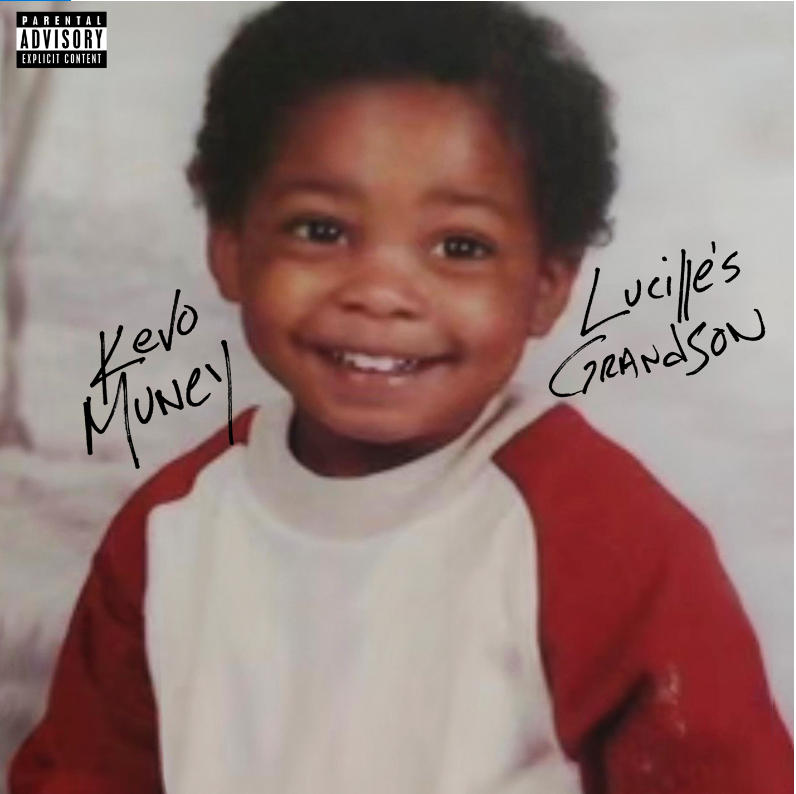 PARENTAL
ADVISORY
EXPLICIT CONTENT
Kevo
Muney
Lucille's
Grandson